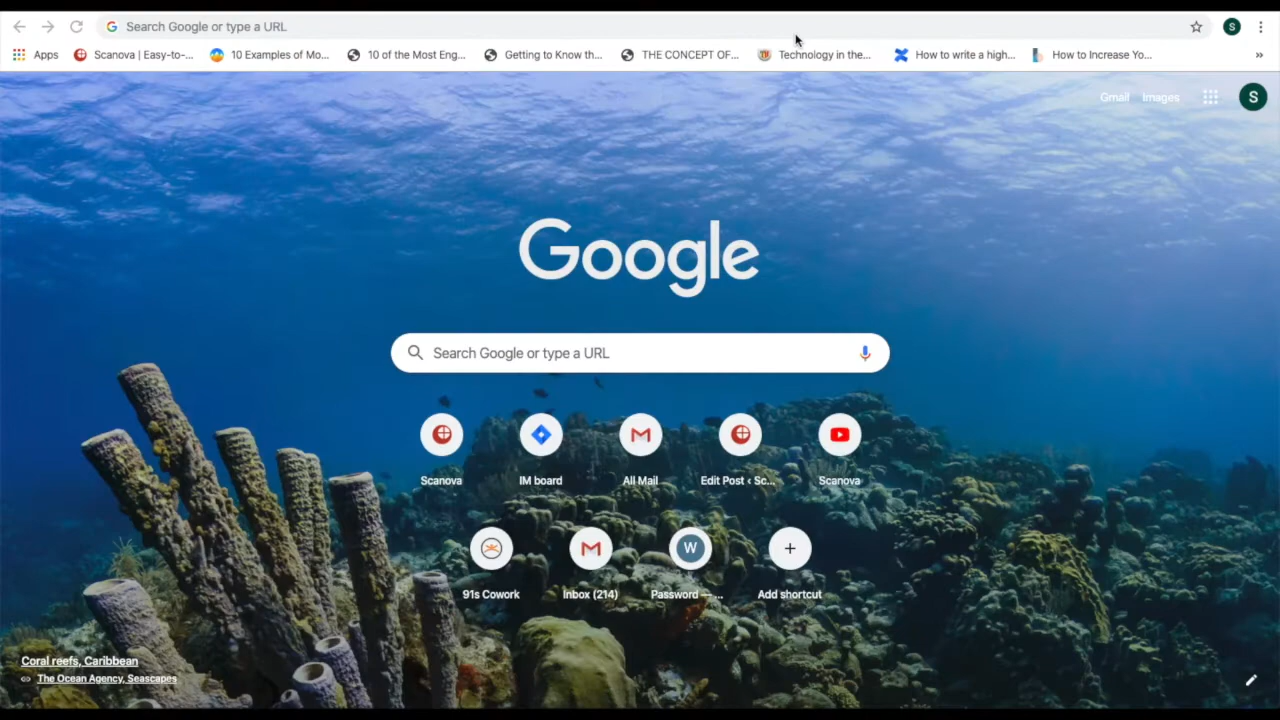 Search Google or type a URL
S
Apps
Scanova | Easy-to-...
10 Examples of Mo...
10 of the Most Eng...
Getting to Know th...
THE CONCEPT OF...
Technology in the...
How to write a high...
How to Increase Yo...
»
Gmail
Images
S
Google
Search Google or type a URL
Scanova
IM board
All Mail
Edit Post ‹ Sc...
Scanova
W
91s Cowork
Inbox (214)
Password — ...
Add shortcut
Coral reefs, Caribbean
The Ocean Agency, Seascapes